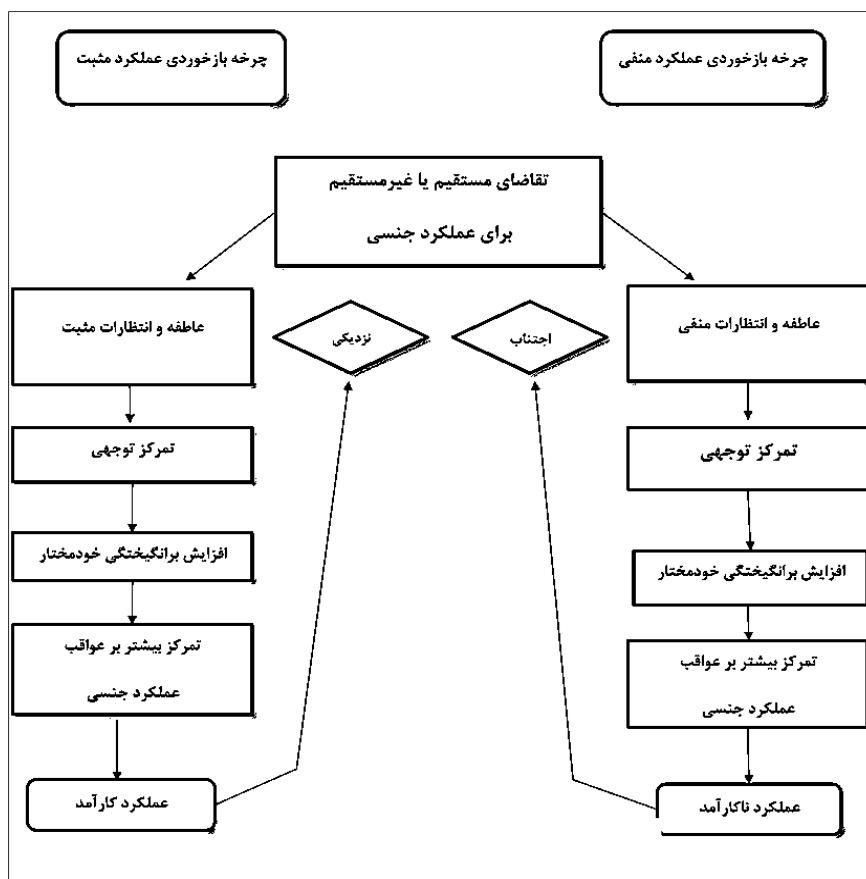 چرخه بازخوردی عملکرد منفی
چرخه بازخوردی عملکرد مثبت
تقاضای مستقیم یا غیرمستقیم
برای عملکرد جنسی
عاطفه و انتظارات منفی
اجتناب
نزدیکی
عاطفه و انتظارات مثبت
تمرکز توجهی
تمرکز توجهی
افزایش برانگیختگی خودمختار
افزایش برانگیختگی خودمختار
تمرکز بیشتر بر عواقب
عملکرد جنسی
تمرکز بیشتر بر عواقب
عملکرد جنسی
عملکرد ناکارآمد
عملکرد کارآمد